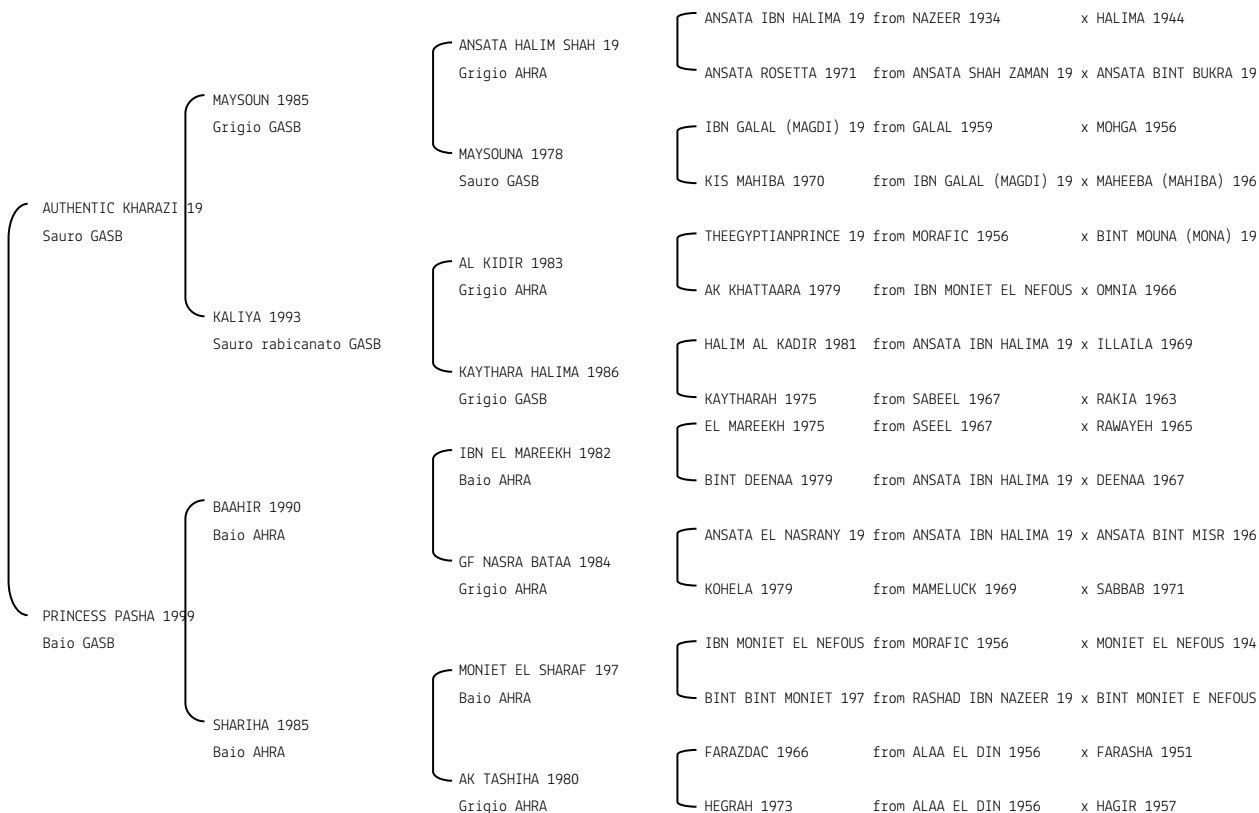 ANSATA IBN HALIMA 19 from NAZEER 1934 x HALIMA 1944
ANSATA HALIM SHAH 19
Grigio AHRA
ANSATA ROSETTA 1971 from ANSATA SHAH ZAMAN 19 x ANSATA BINT BUKRA 19
MAYSOUN 1985
Grigio GASB
IBN GALAL (MAGDI) 19 from GALAL 1959 x MOHGA 1956
MAYSOUNA 1978
Sauro GASB
KIS MAHIBA 1970 from IBN GALAL (MAGDI) 19 x MAHEEBA (MAHIBA) 196
AUTHENTIC KHARAZI 19
Sauro GASB
THEEGYPTIANPRINCE 19 from MORAFIC 1956 x BINT MOUNA (MONA) 19
AL KIDIR 1983
Grigio AHRA
AK KHATTAARA 1979 from IBN MONIET EL NEFOUS x OMNIA 1966
KALIYA 1993
Sauro rabicanato GASB
HALIM AL KADIR 1981 from ANSATA IBN HALIMA 19 x ILLAILA 1969
KAYTHARA HALIMA 1986
Grigio GASB
KAYTHARAH 1975 from SABEEL 1967 x RAKIA 1963
EL MAREEKH 1975 from ASEEL 1967 x RAWAYEH 1965
IBN EL MAREEKH 1982
Baio AHRA
BINT DEENAA 1979 from ANSATA IBN HALIMA 19 x DEENAA 1967
BAAHIR 1990
Baio AHRA
ANSATA EL NASRANY 19 from ANSATA IBN HALIMA 19 x ANSATA BINT MISR 196
GF NASRA BATAA 1984
Grigio AHRA
KOHELA 1979 from MAMELUCK 1969 x SABBAB 1971
PRINCESS PASHA 1999
Baio GASB
IBN MONIET EL NEFOUS from MORAFIC 1956 x MONIET EL NEFOUS 194
MONIET EL SHARAF 197
Baio AHRA
BINT BINT MONIET 197 from RASHAD IBN NAZEER 19 x BINT MONIET E NEFOUS
SHARIHA 1985
Baio AHRA
FARAZDAC 1966 from ALAA EL DIN 1956 x FARASHA 1951
AK TASHIHA 1980
Grigio AHRA
HEGRAH 1973 from ALAA EL DIN 1956 x HAGIR 1957